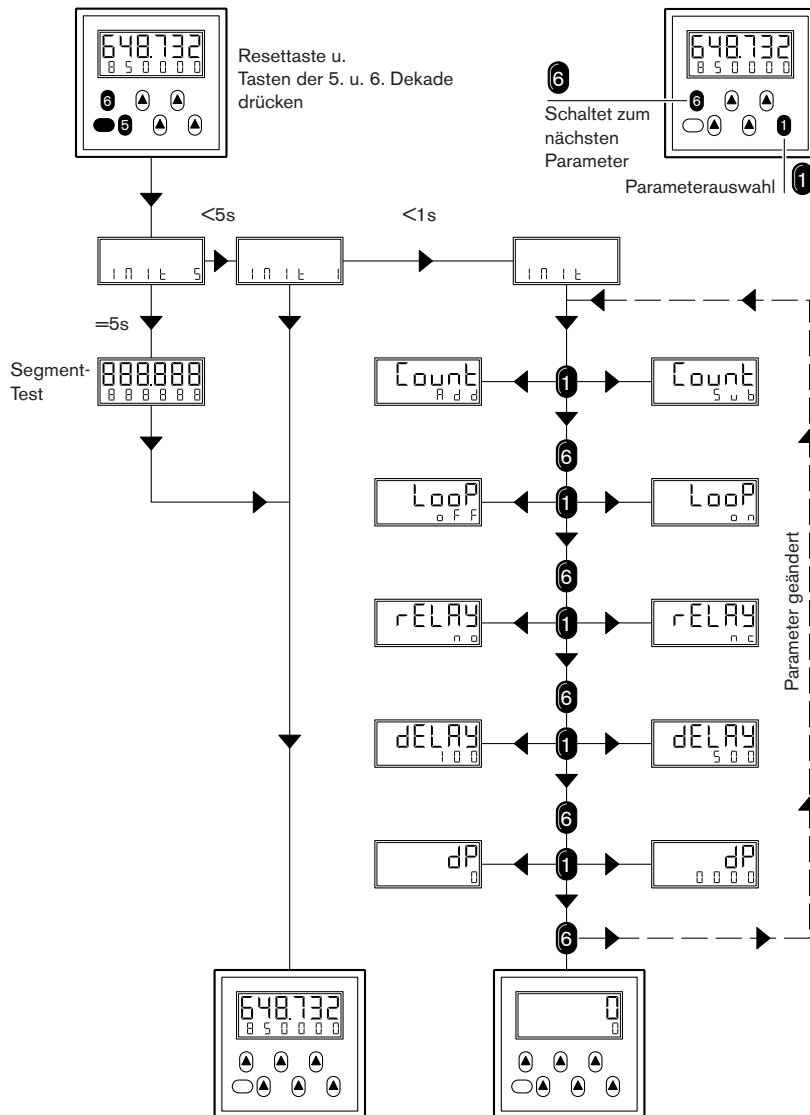 648.732
850000
6
5
Resettaste u.
Tasten der 5. u. 6. Dekade
drücken
6
Schaltet zum
nächsten
Parameter
648.732
850000
6
1
Parameterauswahl
1
<5s
<1s
InIt 5
InIt 1
InIt
=5s
Segment-
Test
888.888
888888
Count
Add
1
Count
Sub
6
LooP
oFF
1
LooP
on
6
rELAY
no
1
rELAY
nc
6
dELAY
100
1
dELAY
500
6
dP
0
1
dP
0000
6
Parameter geändert
648.732
850000
0
0